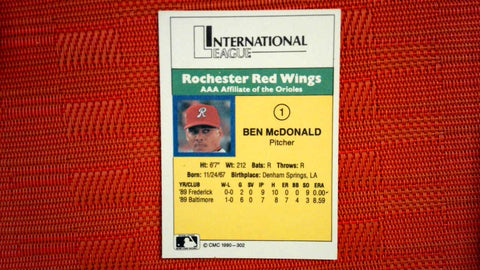 INTERNATIONAL
LEAGUE
Rochester Red Wings
AAA Affiliate of the Orioles
1
R
BEN McDONALD
Pitcher
Ht: 6'7" Wt: 212 Bats: R Throws: R
Born: 11/24/67 Birthplace: Denham Springs, LA
YR/CLUB W-L G SV IP H ER BB SO ERA
'89 Frederick 0-0 2 0 9 10 0 0 9 0.00
'89 Baltimore 1-0 6 0 7 8 7 4 3 8.59
© CMC 1990—302